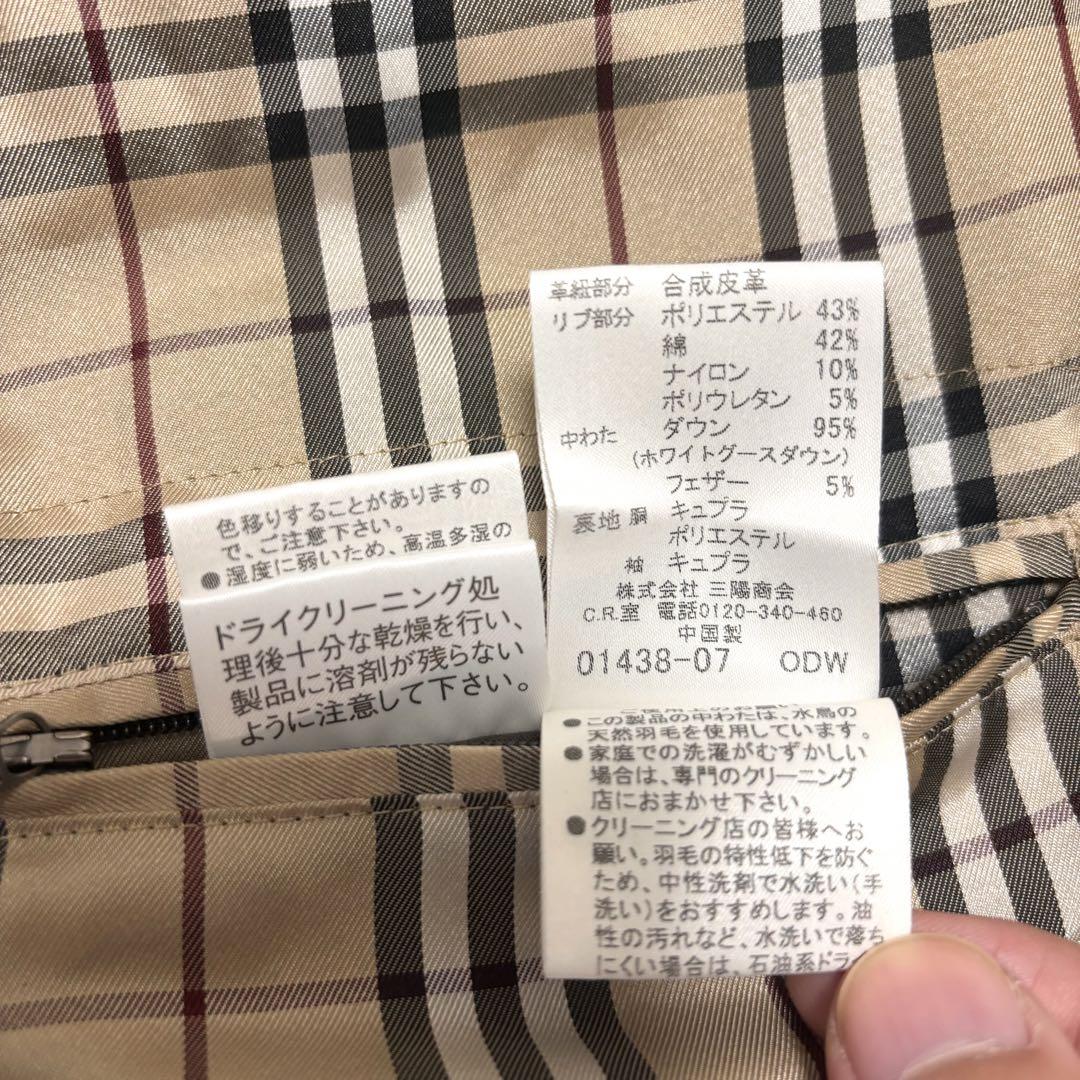 革紐部分 合成皮革
リブ部分 ポリエステル 43%
綿 42%
ナイロン 10%
ポリウレタン 5%
中わた ダウン 95%
(ホワイトグースダウン)
フェザー 5%
裏地 胴 キュプラ
ポリエステル
袖 キュプラ
株式会社 三陽商会
C.R.室 電話0120-340-460
中国製
01438-07 ODW
色移りすることがありますの
で、ご注意下さい。
●湿度に弱いため、高温多湿の
ドライクリーニング処
理後十分な乾燥を行い、
製品に溶剤が残らない
ように注意して下さい。
●この製品の中わたは、水鳥の
天然羽毛を使用しています。
●家庭での洗濯がむずかしい
場合は、専門のクリーニング
店におまかせ下さい。
●クリーニング店の皆様へお
願い。羽毛の特性低下を防ぐ
ため、中性洗剤で水洗い(手
洗い)をおすすめします。油
性の汚れなど、水洗いで落ち
にくい場合は、石油系ドライ